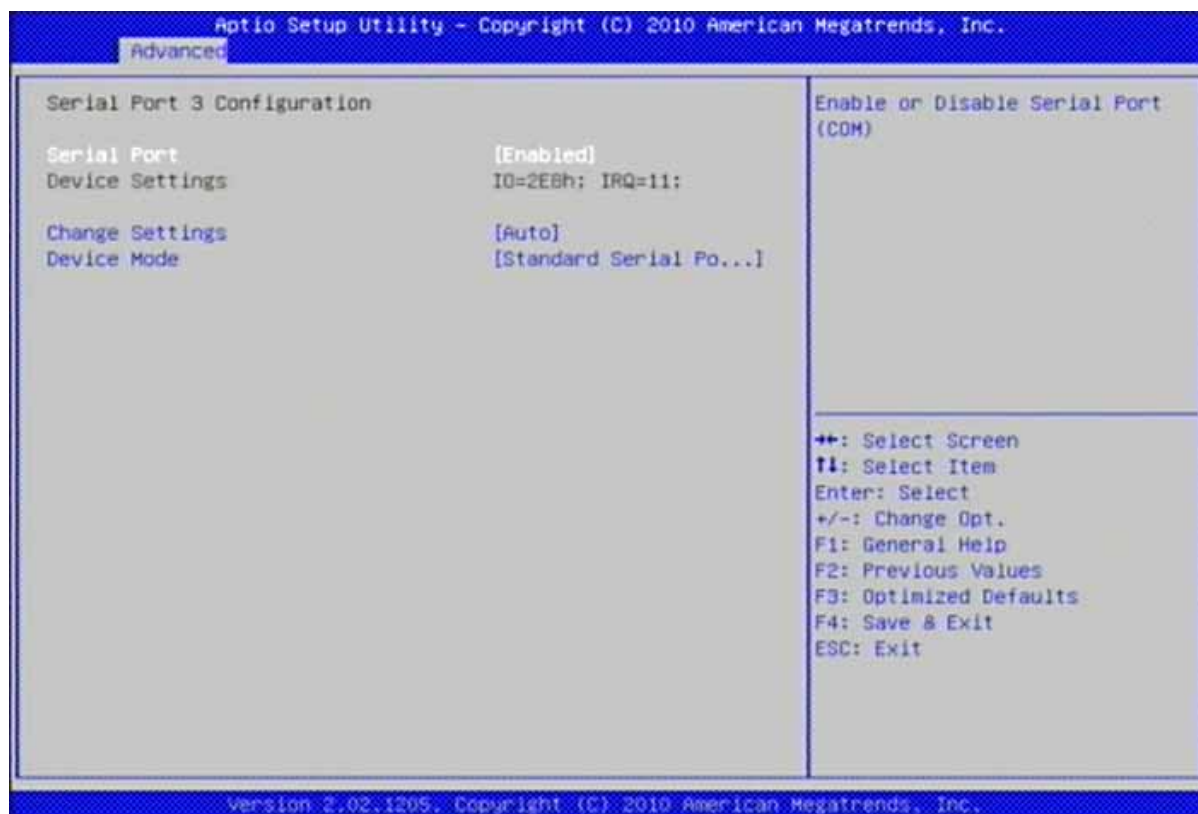 Aptio Setup Utility – Copyright (C) 2010 American Megatrends, Inc.
Advanced
Serial Port 3 Configuration
Serial Port [Enabled]
Device Settings IO=2E8h; IRQ=11;
Change Settings [Auto]
Device Mode [Standard Serial Po...]
Enable or Disable Serial Port
(COM)
→←: Select Screen
↑↓: Select Item
Enter: Select
+/-: Change Opt.
F1: General Help
F2: Previous Values
F3: Optimized Defaults
F4: Save & Exit
ESC: Exit
Version 2.02.1205. Copyright (C) 2010 American Megatrends, Inc.